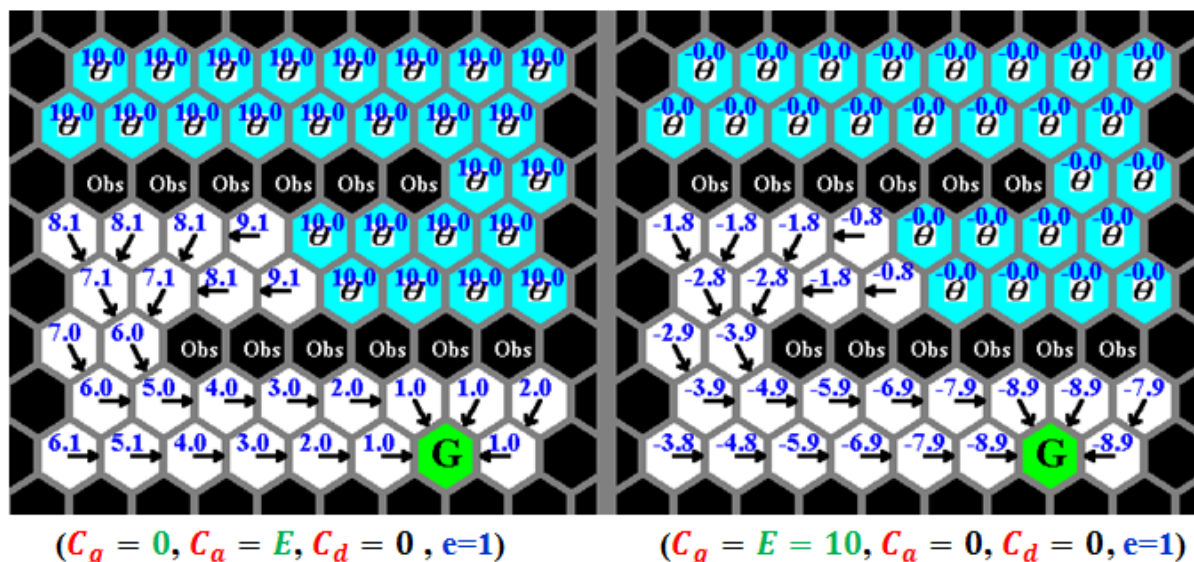 10.0 10.0 10.0 10.0 10.0 10.0 10.0 10.0
θ θ θ θ θ θ θ θ
10.0 10.0 10.0 10.0 10.0 10.0 10.0 10.0
θ θ θ θ θ θ θ θ
Obs Obs Obs Obs Obs Obs 10.0 10.0
θ θ
8.1 8.1 8.1 9.1 10.0 10.0 10.0 10.0
θ θ θ θ
7.1 7.1 8.1 9.1 10.0 10.0 10.0 10.0
θ θ θ θ
7.0 6.0 Obs Obs Obs Obs Obs Obs
6.0 5.0 4.0 3.0 2.0 1.0 1.0 2.0
6.1 5.1 4.0 3.0 2.0 1.0 G 1.0
(C_g = 0, C_a = E, C_d = 0 , e=1)
-0.0 -0.0 -0.0 -0.0 -0.0 -0.0 -0.0 -0.0
θ θ θ θ θ θ θ θ
-0.0 -0.0 -0.0 -0.0 -0.0 -0.0 -0.0 -0.0
θ θ θ θ θ θ θ θ
Obs Obs Obs Obs Obs Obs -0.0 -0.0
θ θ
-1.8 -1.8 -1.8 -0.8 -0.0 -0.0 -0.0 -0.0
θ θ θ θ
-2.8 -2.8 -1.8 -0.8 -0.0 -0.0 -0.0 -0.0
θ θ θ θ
-2.9 -3.9 Obs Obs Obs Obs Obs Obs
-3.9 -4.9 -5.9 -6.9 -7.9 -8.9 -8.9 -7.9
-3.8 -4.8 -5.9 -6.9 -7.9 -8.9 G -8.9
(C_g = E = 10, C_a = 0, C_d = 0, e=1)